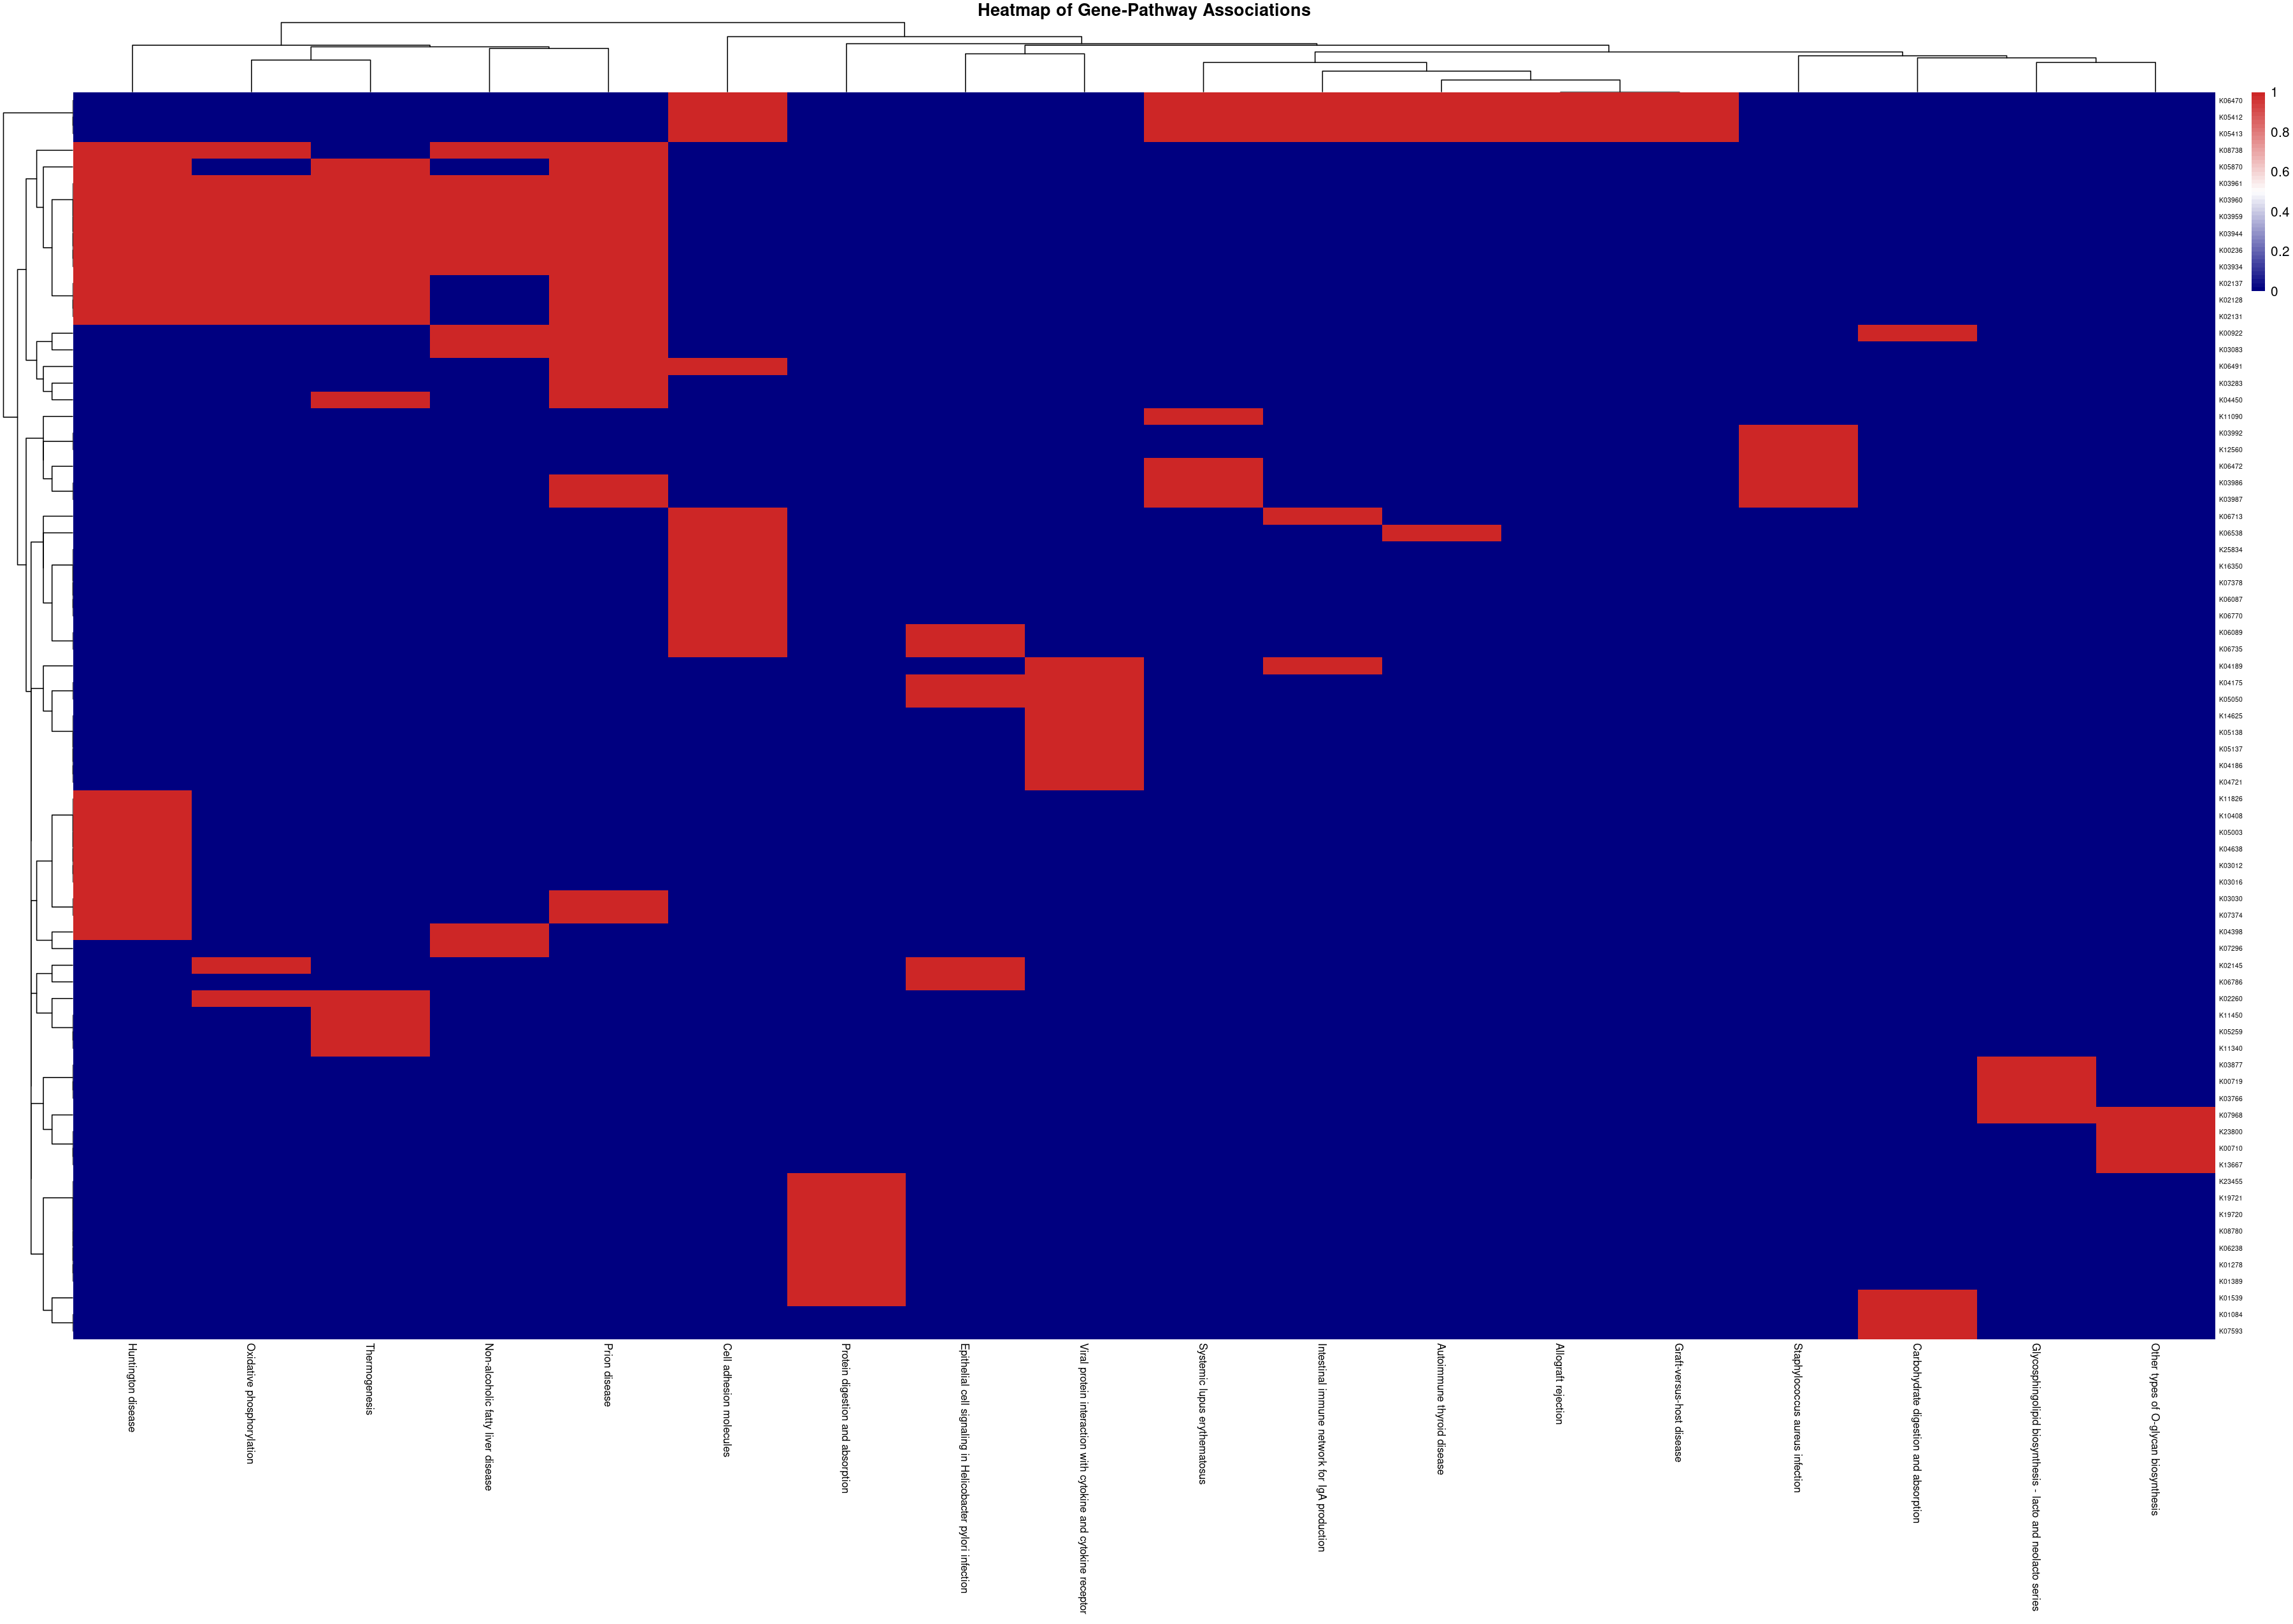 Heatmap of Gene-Pathway Associations
1
0.8
0.6
0.4
0.2
0
K06470
K05412
K05413
K08738
K05870
K03961
K03960
K03959
K03944
K00236
K03934
K02137
K02128
K02131
K00922
K03083
K06491
K03283
K04450
K11090
K03992
K12560
K06472
K03986
K03987
K06713
K06538
K25834
K16350
K07378
K06087
K06770
K06089
K06735
K04189
K04175
K05050
K14625
K05138
K05137
K04186
K04721
K11826
K10408
K05003
K04638
K03012
K03016
K03030
K07374
K04398
K07296
K02145
K06786
K02260
K11450
K05259
K11340
K03877
K00719
K03766
K07968
K23800
K00710
K13667
K23455
K19721
K19720
K08780
K06238
K01278
K01389
K01539
K01084
K07593
Huntington disease
Oxidative phosphorylation
Thermogenesis
Non-alcoholic fatty liver disease
Prion disease
Cell adhesion molecules
Protein digestion and absorption
Epithelial cell signaling in Helicobacter pylori infection
Viral protein interaction with cytokine and cytokine receptor
Systemic lupus erythematosus
Intestinal immune network for IgA production
Autoimmune thyroid disease
Allograft rejection
Graft-versus-host disease
Staphylococcus aureus infection
Carbohydrate digestion and absorption
Glycosphingolipid biosynthesis - lacto and neolacto series
Other types of O-glycan biosynthesis